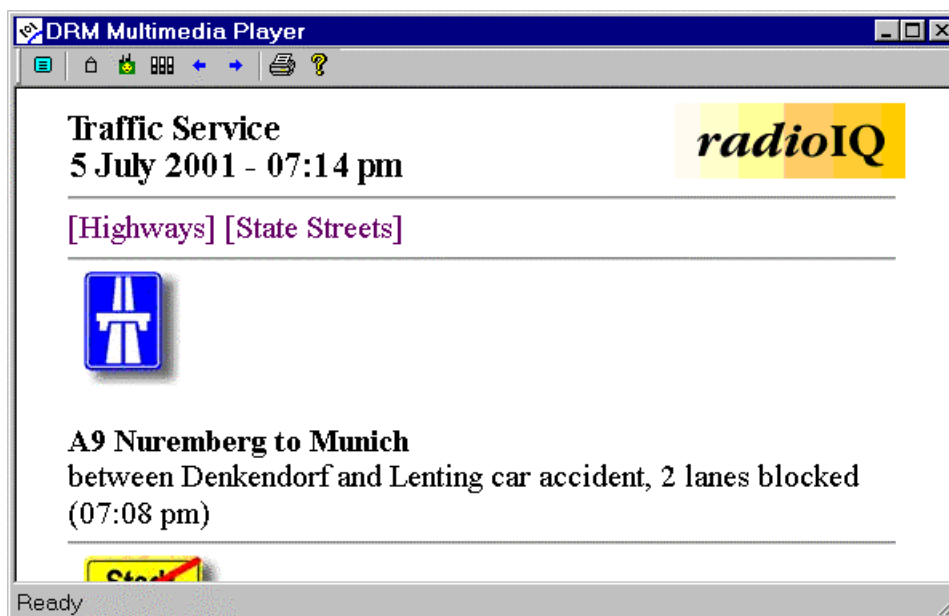 DRM Multimedia Player
Traffic Service
radioIQ
5 July 2001 - 07:14 pm
[Highways] [State Streets]
A9 Nuremberg to Munich
between Denkendorf and Lenting car accident, 2 lanes blocked
(07:08 pm)
Ready